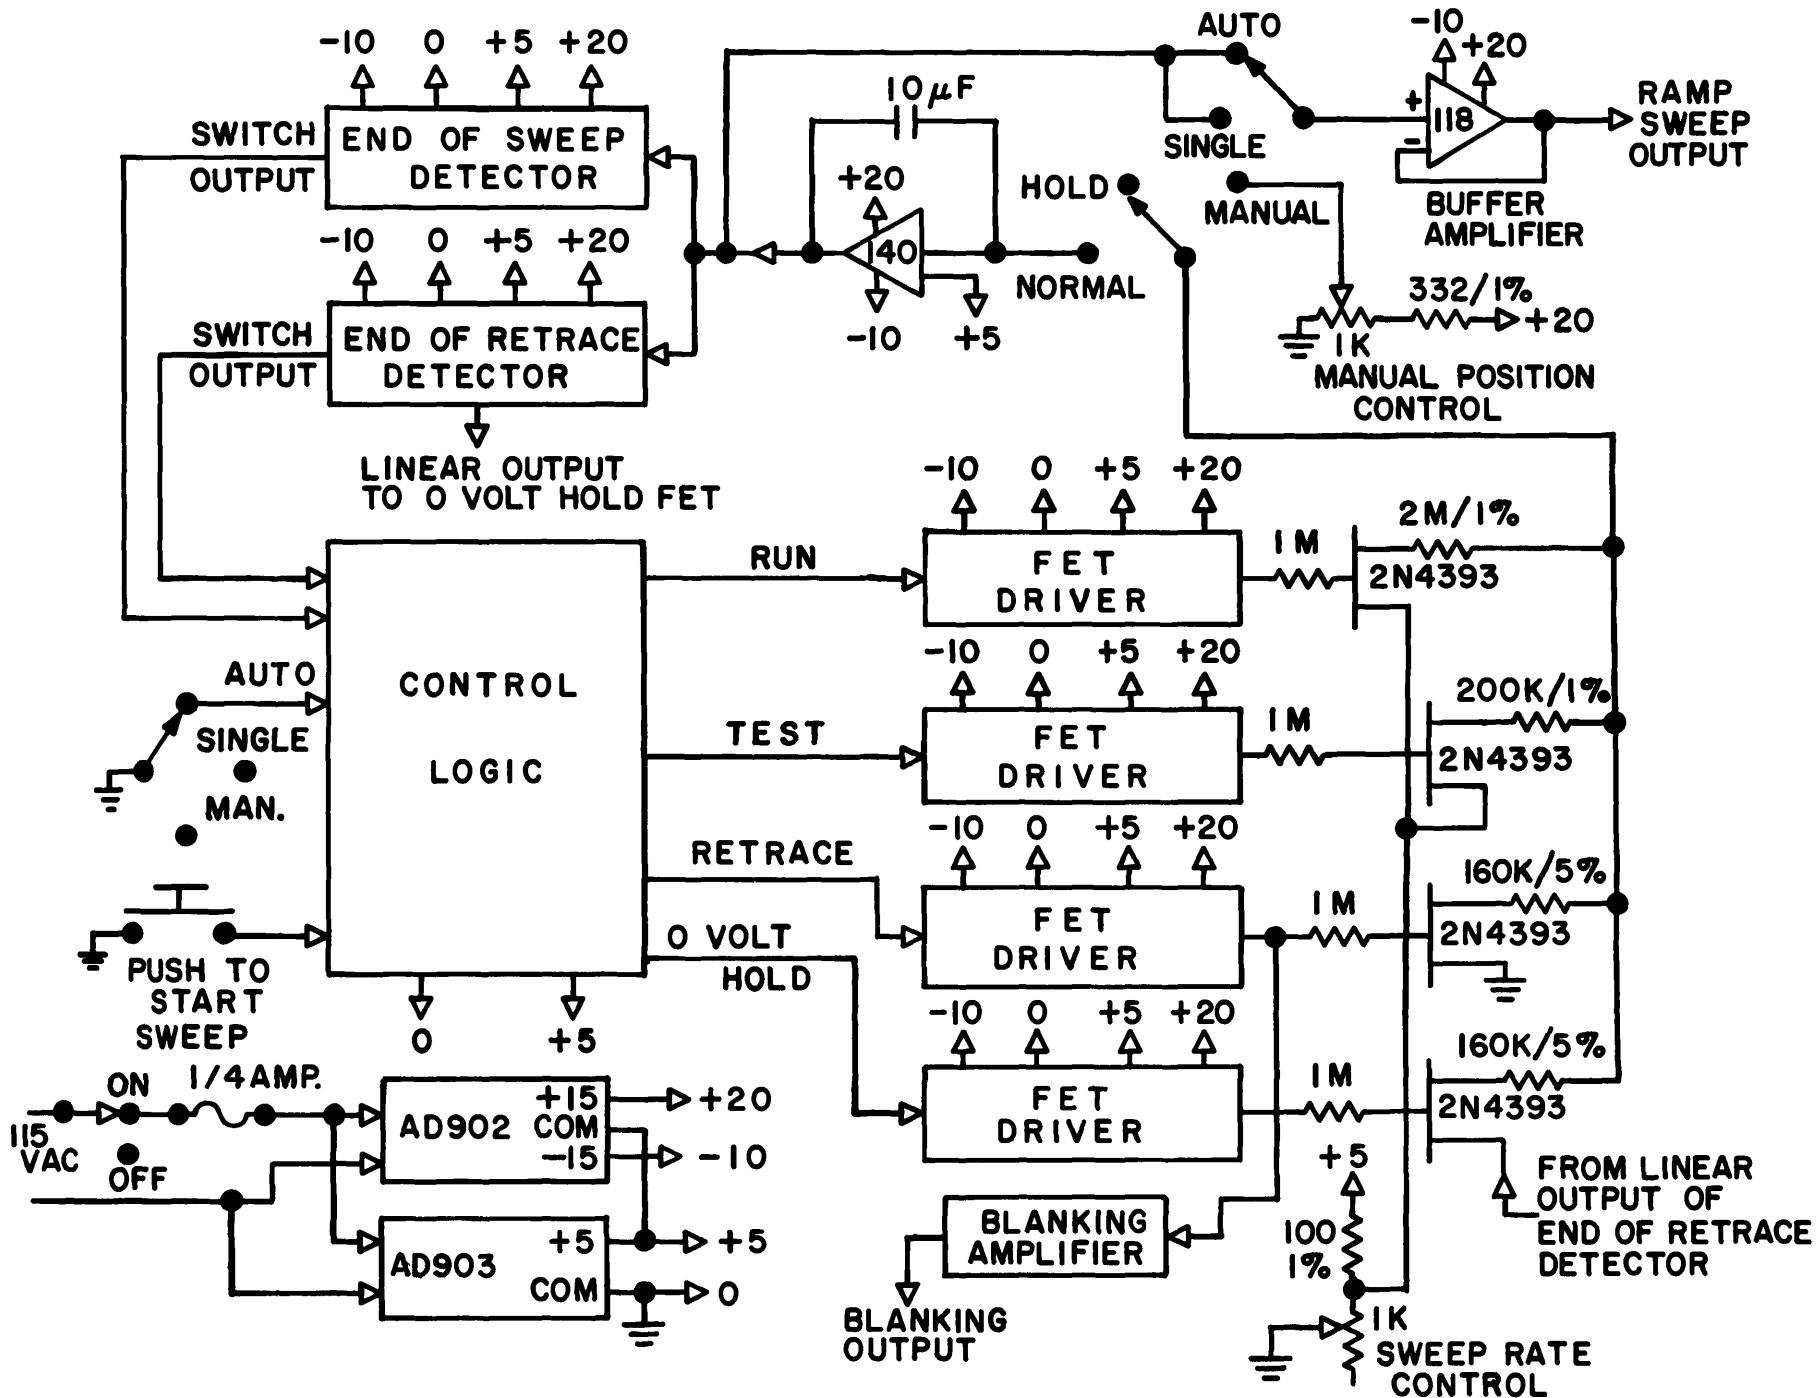 -10 0 +5 +20
SWITCH
OUTPUT
END OF SWEEP
DETECTOR
-10 0 +5 +20
SWITCH
OUTPUT
END OF RETRACE
DETECTOR
LINEAR OUTPUT
TO 0 VOLT HOLD FET
10 μF
+20
140
-10
+5
NORMAL
HOLD
AUTO
SINGLE
MANUAL
-10
+20
+
118
-
BUFFER
AMPLIFIER
RAMP
SWEEP
OUTPUT
332/1%
+20
1K
MANUAL POSITION
CONTROL
CONTROL
LOGIC
AUTO
SINGLE
MAN.
PUSH TO
START
SWEEP
0 +5
RUN
TEST
RETRACE
0 VOLT
HOLD
-10 0 +5 +20
FET
DRIVER
1M
2M/1%
2N4393
-10 0 +5 +20
FET
DRIVER
1M
200K/1%
2N4393
-10 0 +5 +20
FET
DRIVER
1M
160K/5%
2N4393
-10 0 +5 +20
FET
DRIVER
1M
160K/5%
2N4393
FROM LINEAR
OUTPUT OF
END OF RETRACE
DETECTOR
BLANKING
AMPLIFIER
BLANKING
OUTPUT
+5
100
1%
1K
SWEEP RATE
CONTROL
115
VAC
ON
OFF
1/4 AMP.
AD902
+15
COM
-15
+20
-10
AD903
+5
COM
+5
0